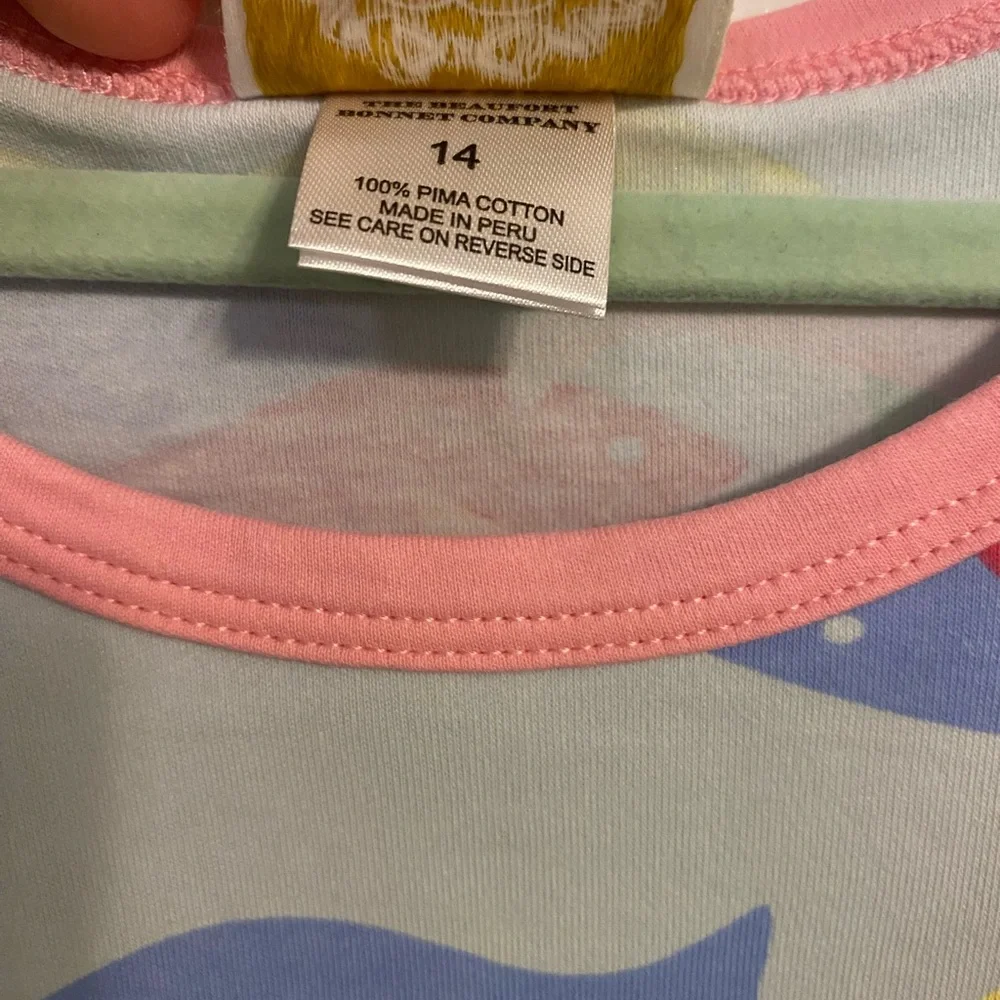 THE BEAUFORT
BONNET COMPANY
14
100% PIMA COTTON
MADE IN PERU
SEE CARE ON REVERSE SIDE